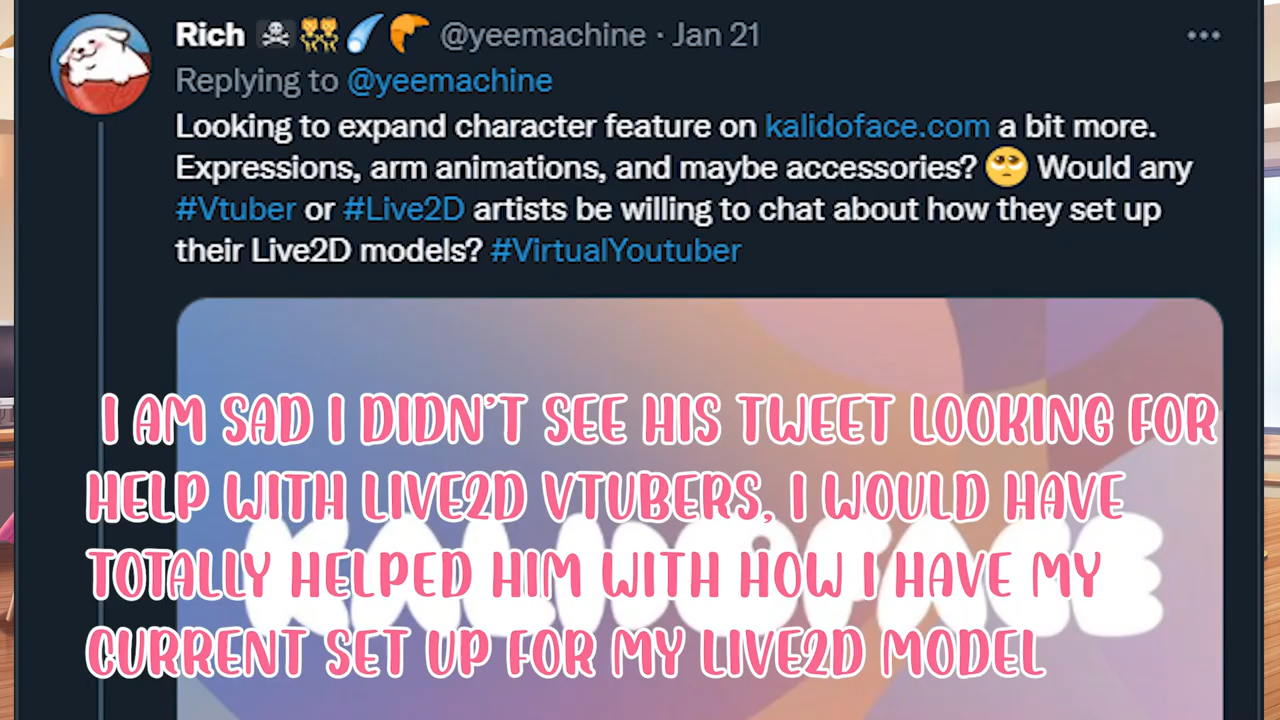 Rich ☠️👯🌠🥐 @yeemachine · Jan 21
Replying to @yeemachine
Looking to expand character feature on kalidoface.com a bit more.
Expressions, arm animations, and maybe accessories? 🥺 Would any
#Vtuber or #Live2D artists be willing to chat about how they set up
their Live2D models? #VirtualYoutuber
I AM SAD I DIDN'T SEE HIS TWEET LOOKING FOR
HELP WITH LIVE2D VTUBERS, I WOULD HAVE
KALIDOFACE
TOTALLY HELPED HIM WITH HOW I HAVE MY
CURRENT SET UP FOR MY LIVE2D MODEL